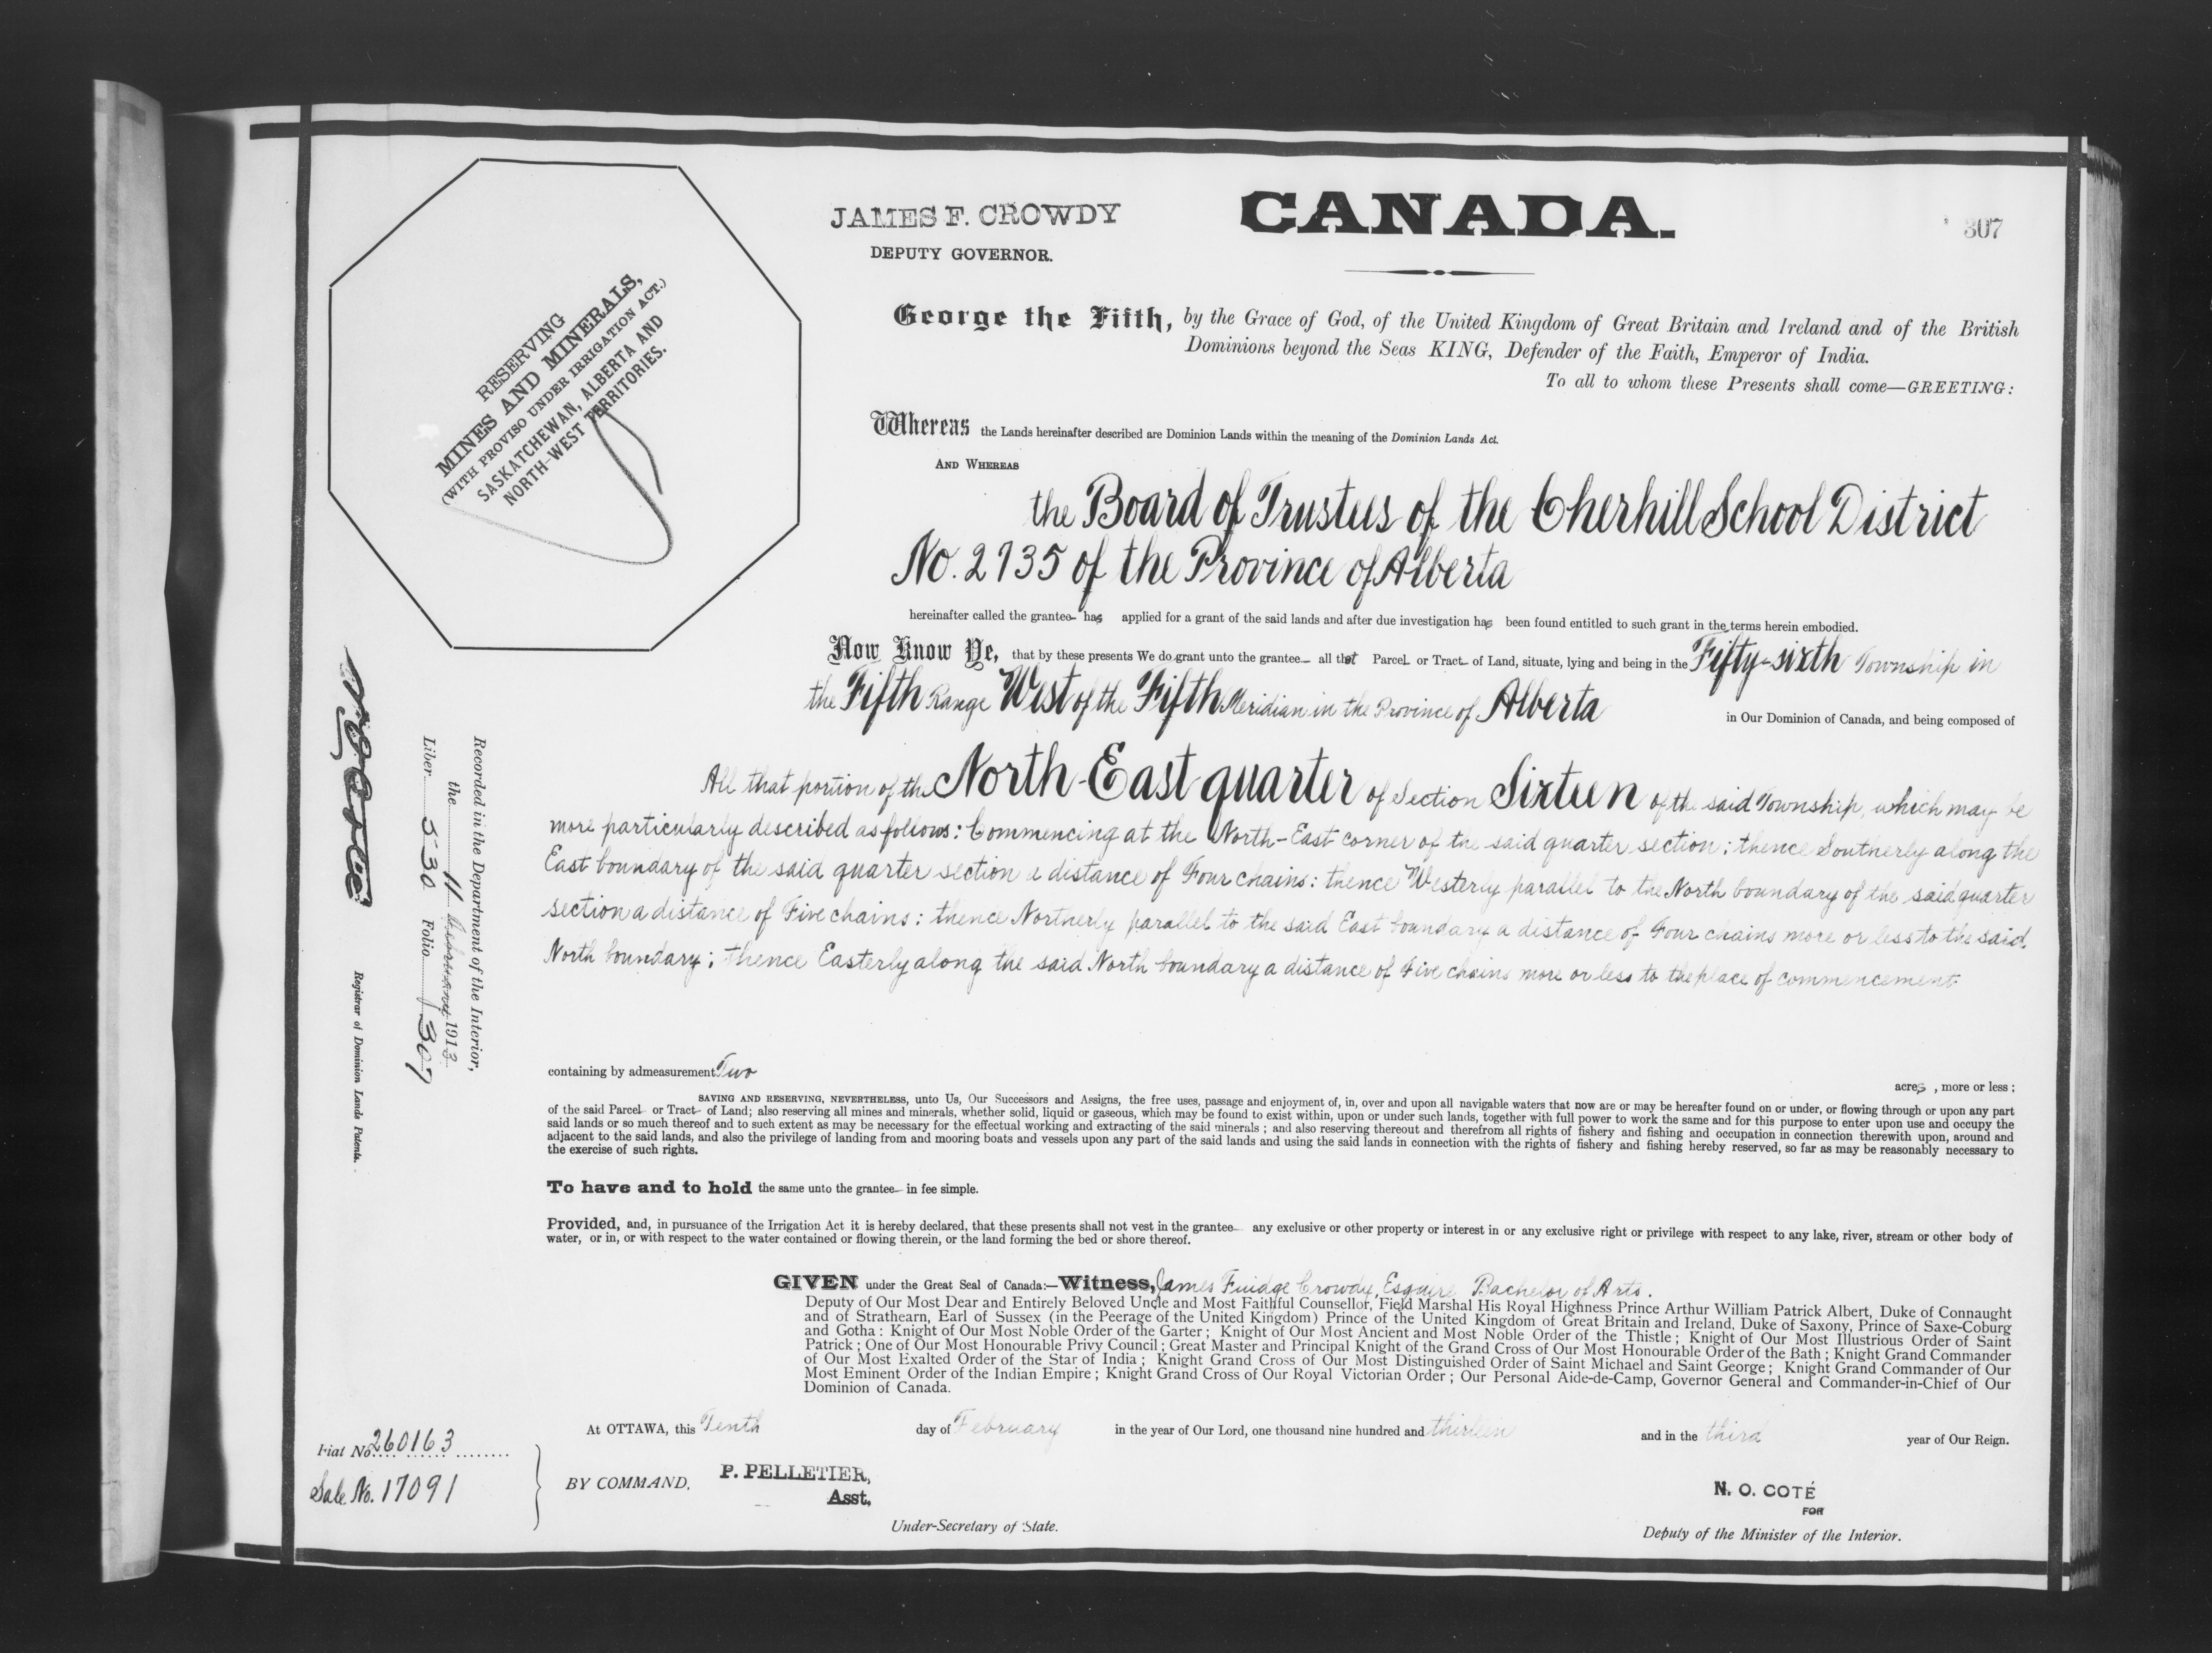 JAMES F. CROWDY
DEPUTY GOVERNOR.
CANADA.
307
RESERVING
MINES AND MINERALS,
(WITH PROVISO UNDER IRRIGATION ACT.)
SASKATCHEWAN, ALBERTA AND
NORTH-WEST TERRITORIES.
George the Fifth, by the Grace of God, of the United Kingdom of Great Britain and Ireland and of the British
Dominions beyond the Seas KING, Defender of the Faith, Emperor of India.
To all to whom these Presents shall come—GREETING:
Whereas the Lands hereinafter described are Dominion Lands within the meaning of the Dominion Lands Act.
AND WHEREAS
the Board of Trustees of the Cherhill School District
No. 2735 of the Province of Alberta
hereinafter called the grantee has applied for a grant of the said lands and after due investigation has been found entitled to such grant in the terms herein embodied.
Now Know Ye, that by these presents We do grant unto the grantee all that Parcel or Tract of Land, situate, lying and being in the Fifty-sixth Township in
the Fifth Range West of the Fifth Meridian in the Province of Alberta in Our Dominion of Canada, and being composed of
All that portion of the North-East quarter of Section Sixteen of the said Township, which may be
more particularly described as follows: Commencing at the North-East corner of the said quarter section; thence Southerly along the
East boundary of the said quarter section a distance of Four chains: thence Westerly parallel to the North boundary of the said quarter
section a distance of Five chains: thence Northerly parallel to the said East boundary a distance of Four chains more or less to the said
North boundary; thence Easterly along the said North boundary a distance of Five chains more or less to the place of commencement
containing by admeasurement Two acres, more or less;
SAVING AND RESERVING, NEVERTHELESS, unto Us, Our Successors and Assigns, the free uses, passage and enjoyment of, in, over and upon all navigable waters that now are or may be hereafter found on or under, or flowing through or upon any part
of the said Parcel or Tract of Land; also reserving all mines and minerals, whether solid, liquid or gaseous, which may be found to exist within, upon or under such lands, together with full power to work the same and for this purpose to enter upon use and occupy the
said lands or so much thereof and to such extent as may be necessary for the effectual working and extracting of the said minerals; and also reserving thereout and therefrom all rights of fishery and fishing and occupation in connection therewith upon, around and
adjacent to the said lands, and also the privilege of landing from and mooring boats and vessels upon any part of the said lands and using the said lands in connection with the rights of fishery and fishing hereby reserved, so far as may be reasonably necessary to
the exercise of such rights.
To have and to hold the same unto the grantee in fee simple.
Provided, and, in pursuance of the Irrigation Act it is hereby declared, that these presents shall not vest in the grantee any exclusive or other property or interest in or any exclusive right or privilege with respect to any lake, river, stream or other body of
water, or in, or with respect to the water contained or flowing therein, or the land forming the bed or shore thereof.
GIVEN under the Great Seal of Canada:—Witness, James Fuidge Crowdy, Esquire Bachelor of Arts.
Deputy of Our Most Dear and Entirely Beloved Uncle and Most Faithful Counsellor, Field Marshal His Royal Highness Prince Arthur William Patrick Albert, Duke of Connaught
and of Strathearn, Earl of Sussex (in the Peerage of the United Kingdom) Prince of the United Kingdom of Great Britain and Ireland, Duke of Saxony, Prince of Saxe-Coburg
and Gotha: Knight of Our Most Noble Order of the Garter; Knight of Our Most Ancient and Most Noble Order of the Thistle; Knight of Our Most Illustrious Order of Saint
Patrick; One of Our Most Honourable Privy Council; Great Master and Principal Knight of the Grand Cross of Our Most Honourable Order of the Bath; Knight Grand Commander
of Our Most Exalted Order of the Star of India; Knight Grand Cross of Our Most Distinguished Order of Saint Michael and Saint George; Knight Grand Commander of Our
Most Eminent Order of the Indian Empire; Knight Grand Cross of Our Royal Victorian Order; Our Personal Aide-de-Camp, Governor General and Commander-in-Chief of Our
Dominion of Canada.
At OTTAWA, this Tenth day of February in the year of Our Lord, one thousand nine hundred and thirteen and in the third year of Our Reign.
BY COMMAND,
P. PELLETIER,
Asst.
Under-Secretary of State.
N. O. COTÉ
FOR
Deputy of the Minister of the Interior.
Fiat No. 260163
Sale No. 17091
Recorded in the Department of the Interior,
the 11 February 1913
Liber 530 Folio 307
N. O. Coté
Registrar of Dominion Lands Patents.